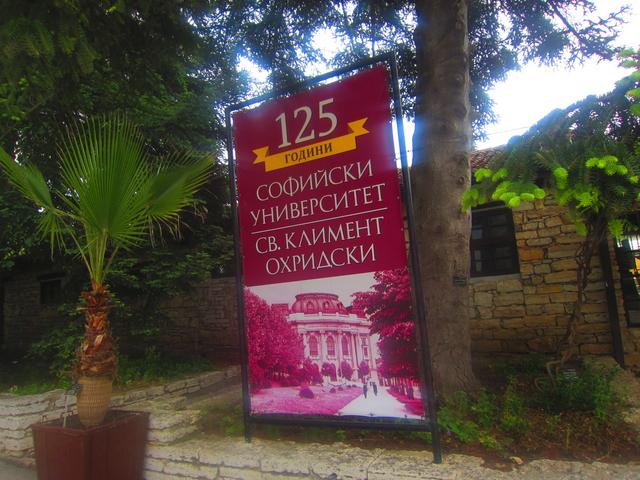 125
ГОДИНИ
СОФИЙСКИ
УНИВЕРСИТЕТ
СВ. КЛИМЕНТ
ОХРИДСКИ